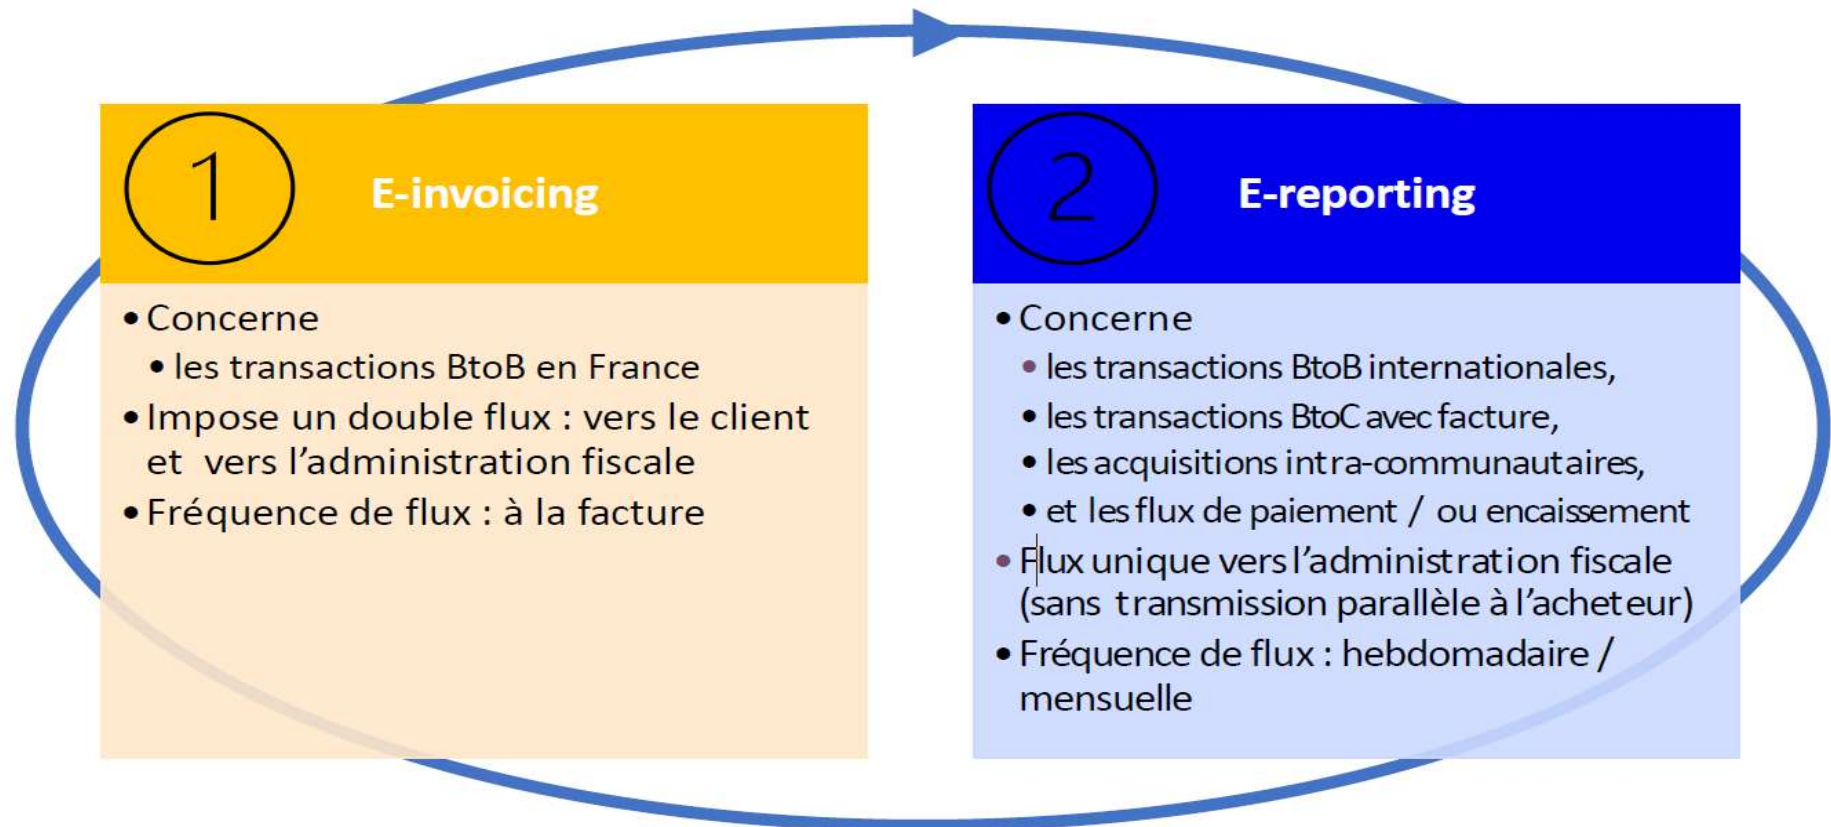 1
E-invoicing
• Concerne
• les transactions BtoB en France
• Impose un double flux : vers le client
et vers l’administration fiscale
• Fréquence de flux : à la facture
2
E-reporting
• Concerne
• les transactions BtoB internationales,
• les transactions BtoC avec facture,
• les acquisitions intra-communautaires,
• et les flux de paiement / ou encaissement
• Flux unique vers l’administration fiscale
(sans transmission parallèle à l’acheteur)
• Fréquence de flux : hebdomadaire /
mensuelle